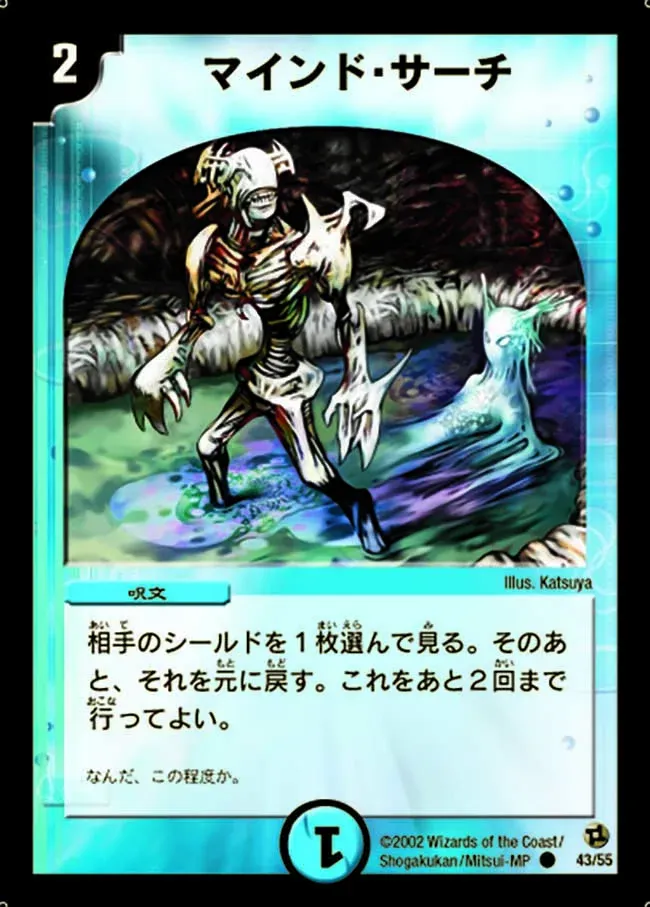 2
マインド・サーチ
Illus. Katsuya
呪文
相手のシールドを1枚選んで見る。そのあ
と、それを元に戻す。これをあと2回まで
行ってよい。
なんだ、この程度か。
1
©2002 Wizards of the Coast/
Shogakukan/Mitsui-MP
43/55